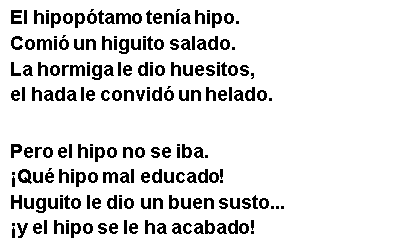 El hipopótamo tenía hipo.
Comió un higuito salado.
La hormiga le dio huesitos,
el hada le convidó un helado.

Pero el hipo no se iba.
¡Qué hipo mal educado!
Huguito le dio un buen susto...
¡y el hipo se le ha acabado!